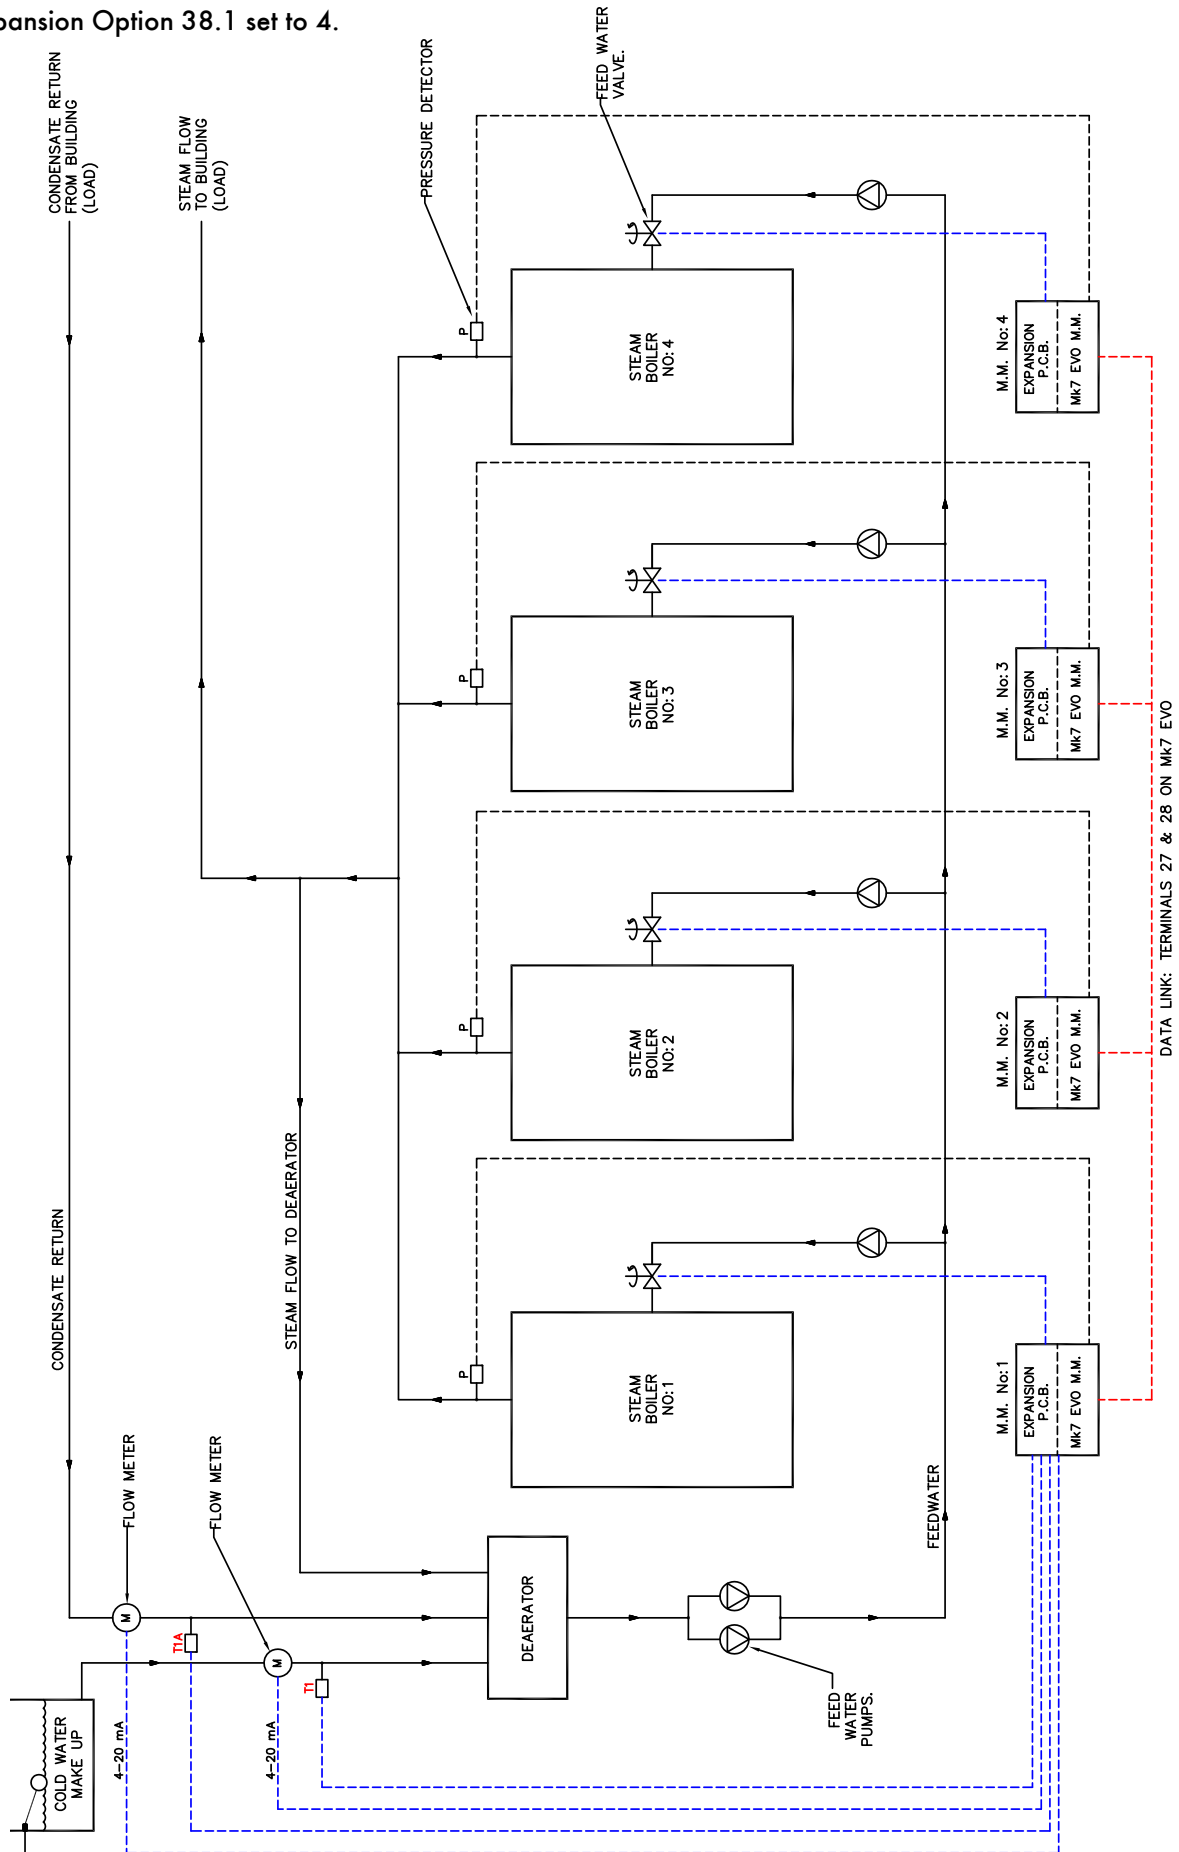 pansion Option 38.1 set to 4.
CONDENSATE RETURN
FROM BUILDING
(LOAD)
STEAM FLOW
TO BUILDING
(LOAD)
PRESSURE DETECTOR
FEED WATER
VALVE.
P
STEAM
BOILER
NO: 4
M.M. No: 4
EXPANSION
P.C.B.
Mk7 EVO M.M.
P
STEAM
BOILER
NO: 3
M.M. No: 3
EXPANSION
P.C.B.
Mk7 EVO M.M.
P
STEAM
BOILER
NO: 2
M.M. No: 2
EXPANSION
P.C.B.
Mk7 EVO M.M.
P
STEAM
BOILER
NO: 1
M.M. No: 1
EXPANSION
P.C.B.
Mk7 EVO M.M.
DATA LINK: TERMINALS 27 & 28 ON Mk7 EVO
CONDENSATE RETURN
STEAM FLOW TO DEAERATOR
FLOW METER
FLOW METER
M
T1A
M
T1
DEAERATOR
FEEDWATER
FEED
WATER
PUMPS.
COLD WATER
MAKE UP
4-20 mA
4-20 mA